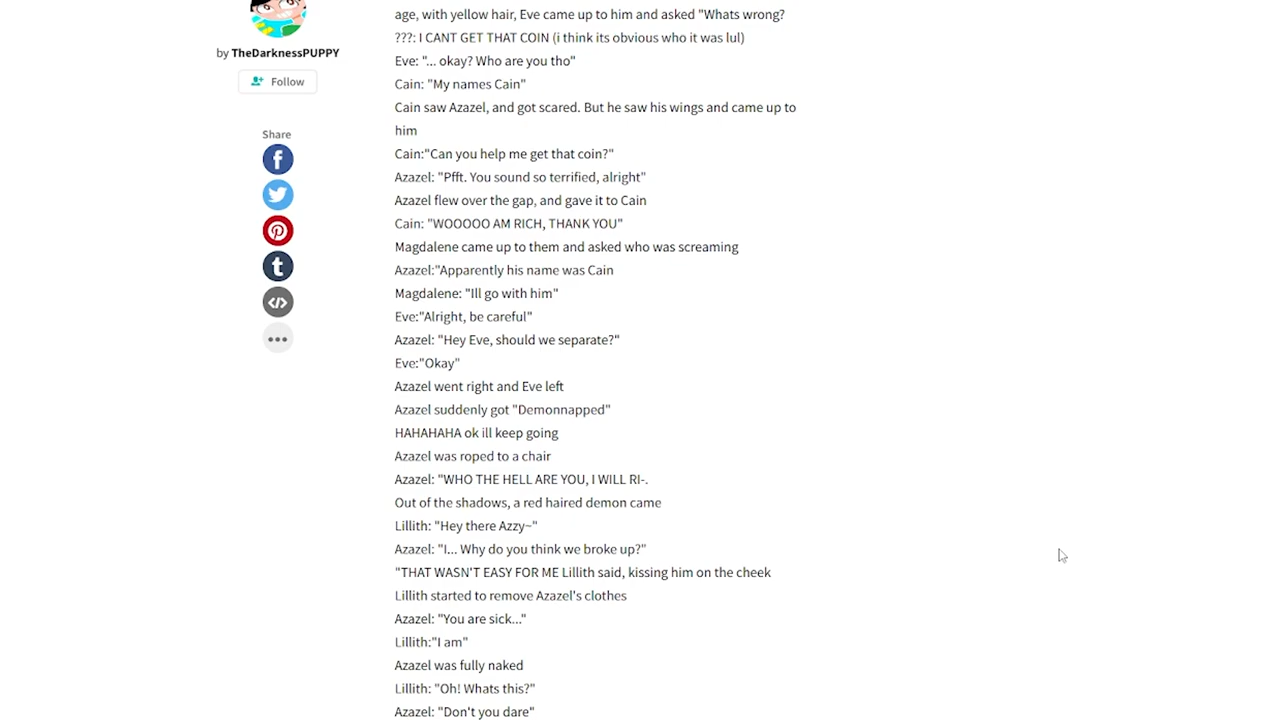 age, with yellow hair, Eve came up to him and asked "Whats wrong?
by TheDarknessPUPPY
???: I CANT GET THAT COIN (i think its obvious who it was lul)
Eve: "... okay? Who are you tho"
Follow
Cain: "My names Cain"
Cain saw Azazel, and got scared. But he saw his wings and came up to
him
Share
Cain:"Can you help me get that coin?"
Azazel: "Pfft. You sound so terrified, alright"
Azazel flew over the gap, and gave it to Cain
Cain: "WOOOOO AM RICH, THANK YOU"
Magdalene came up to them and asked who was screaming
Azazel:"Apparently his name was Cain
Magdalene: "Ill go with him"
Eve:"Alright, be careful"
Azazel: "Hey Eve, should we separate?"
Eve:"Okay"
Azazel went right and Eve left
Azazel suddenly got "Demonnapped"
HAHAHAHA ok ill keep going
Azazel was roped to a chair
Azazel: "WHO THE HELL ARE YOU, I WILL RI-.
Out of the shadows, a red haired demon came
Lillith: "Hey there Azzy~"
Azazel: "I... Why do you think we broke up?"
"THAT WASN'T EASY FOR ME Lillith said, kissing him on the cheek
Lillith started to remove Azazel's clothes
Azazel: "You are sick..."
Lillith:"I am"
Azazel was fully naked
Lillith: "Oh! Whats this?"
Azazel: "Don't you dare"